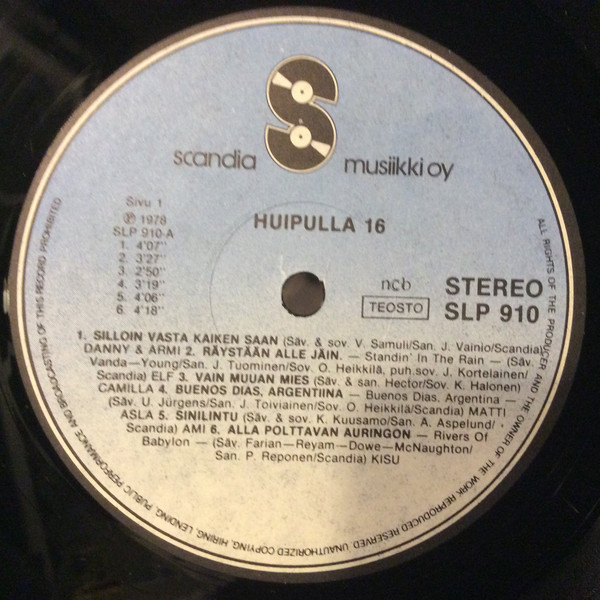 scandia musiikki oy
HUIPULLA 16
Sivu 1
℗ 1978
SLP 910-A
1. 4'07"
2. 3'27"
3. 2'50"
4. 3'19"
5. 4'06"
6. 4'18"
ncb
TEOSTO
STEREO
SLP 910
1. SILLOIN VASTA KAIKEN SAAN (Säv. & sov. V. Samuli/San. J. Vainio/Scandia)
DANNY & ARMI 2. RÄYSTÄÄN ALLE JÄIN. — Standin' In The Rain — (Säv.
Vanda—Young/San. J. Tuominen/Sov. O. Heikkilä, puh.sov. J. Kortelainen/
Scandia) ELF 3. VAIN MUUAN MIES (Säv. & san. Hector/Sov. K. Halonen)
CAMILLA 4. BUENOS DIAS, ARGENTIINA — Buenos Dias, Argentina —
(Säv. U. Jürgens/San. J. Toiviainen/Sov. O. Heikkilä/Scandia) MATTI
ASLA 5. SINILINTU (Säv. & sov. K. Kuusamo/San. A. Aspelund/
Scandia) AMI 6. ALLA POLTTAVAN AURINGON — Rivers Of
Babylon — (Säv. Farian—Reyam—Dowe—McNaughton/
San. P. Reponen/Scandia) KISU
ALL RIGHTS OF THE PRODUCER AND THE OWNER OF THE WORK REPRODUCED RESERVED. UNAUTHORIZED COPYING, HIRING, LENDING, PUBLIC PERFORMANCE AND BROADCASTING OF THIS RECORD PROHIBITED